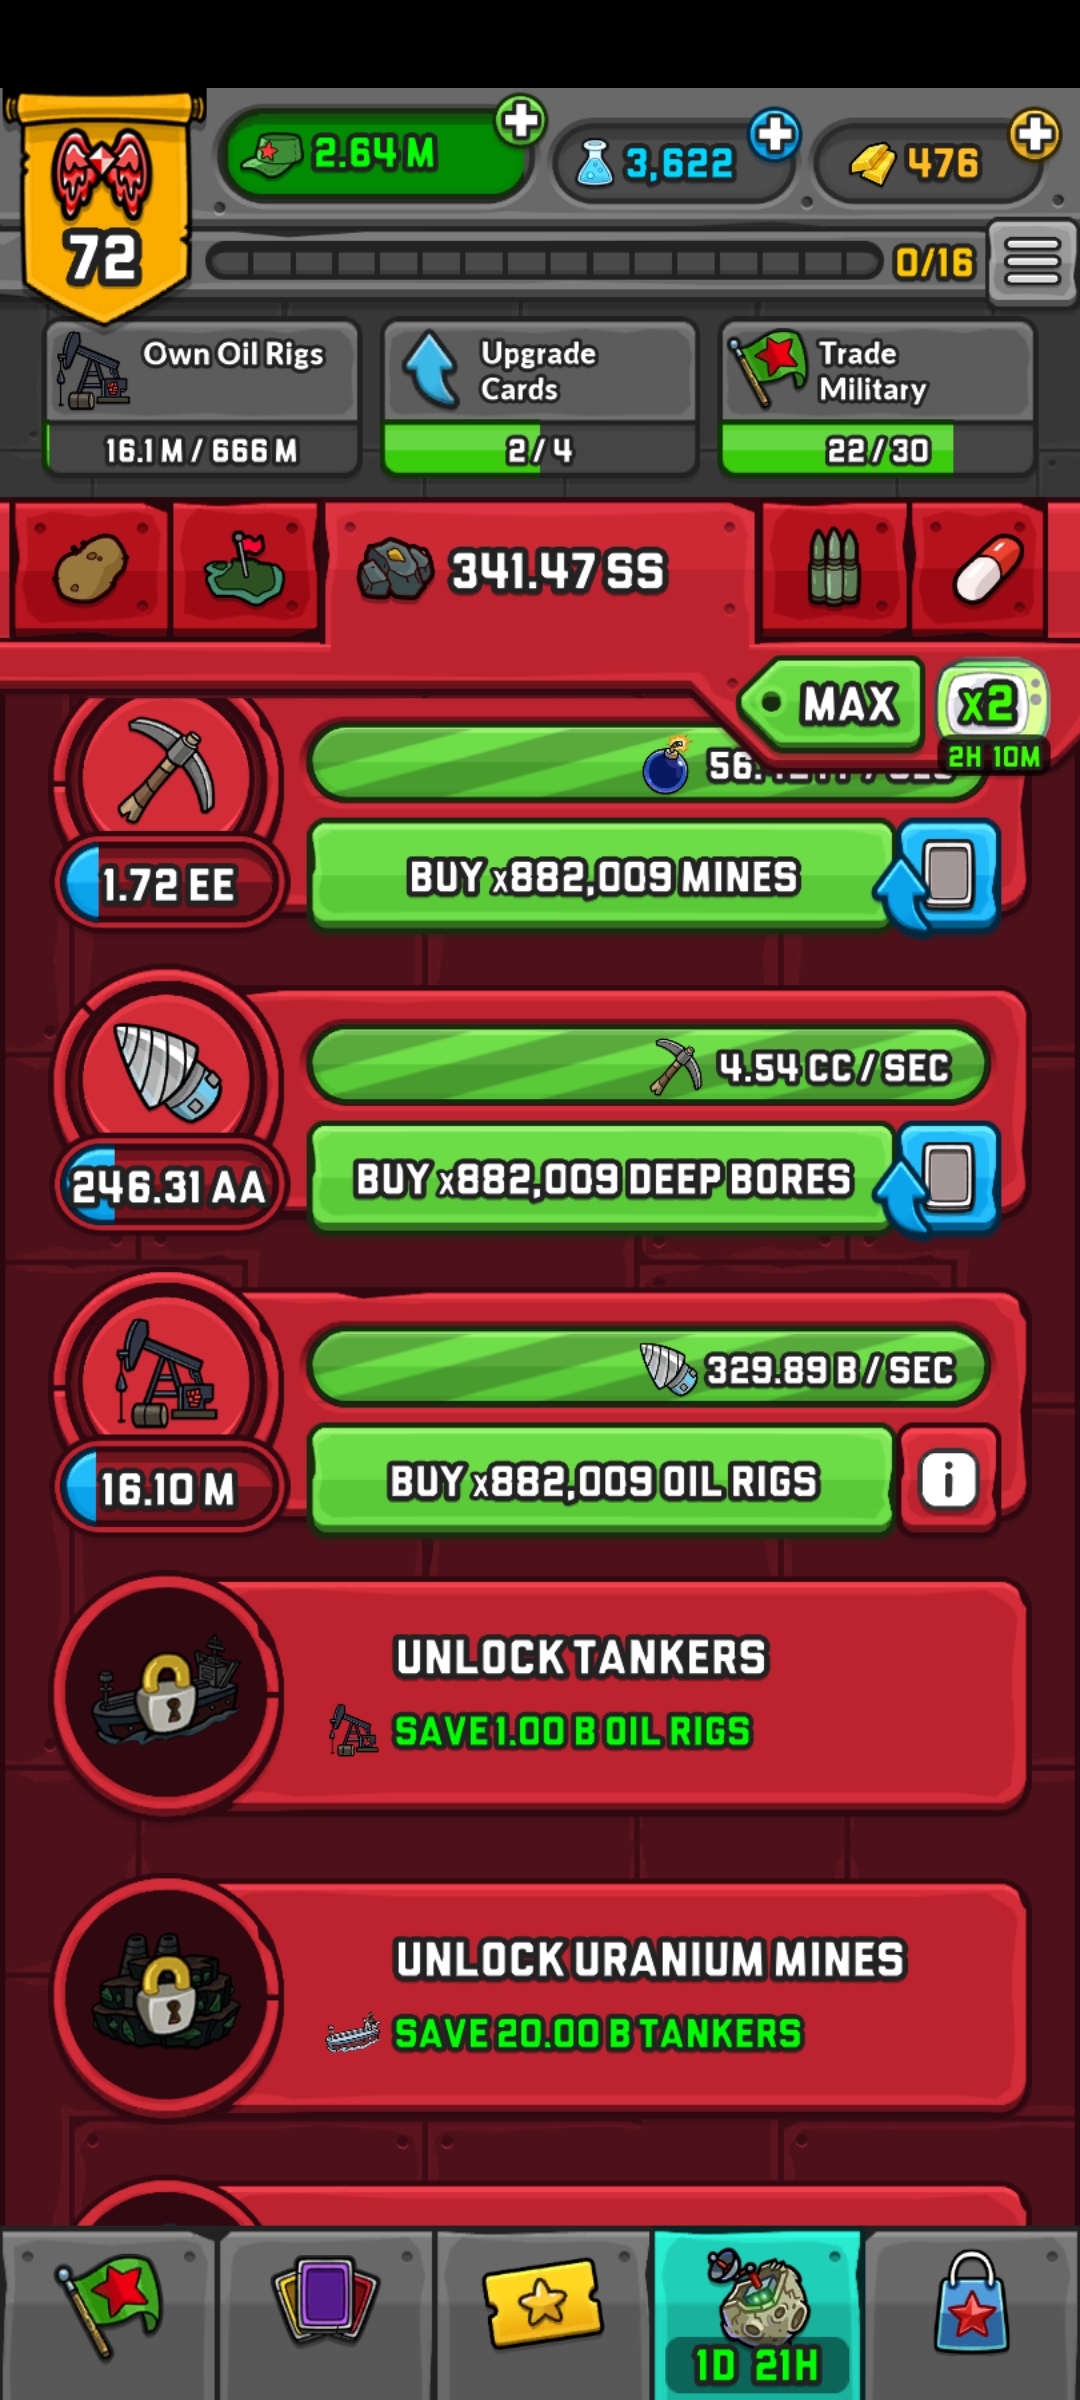 2.64 M
3,622
476
72
0/16
Own Oil Rigs
16.1 M / 666 M
Upgrade
Cards
2 / 4
Trade
Military
22 / 30
341.47 SS
MAX
x2
2H 10M
56.
1.72 EE
BUY x882,009 MINES
4.54 CC / SEC
246.31 AA
BUY x882,009 DEEP BORES
329.89 B / SEC
16.10 M
BUY x882,009 OIL RIGS
i
UNLOCK TANKERS
SAVE 1.00 B OIL RIGS
UNLOCK URANIUM MINES
SAVE 20.00 B TANKERS
1D 21H